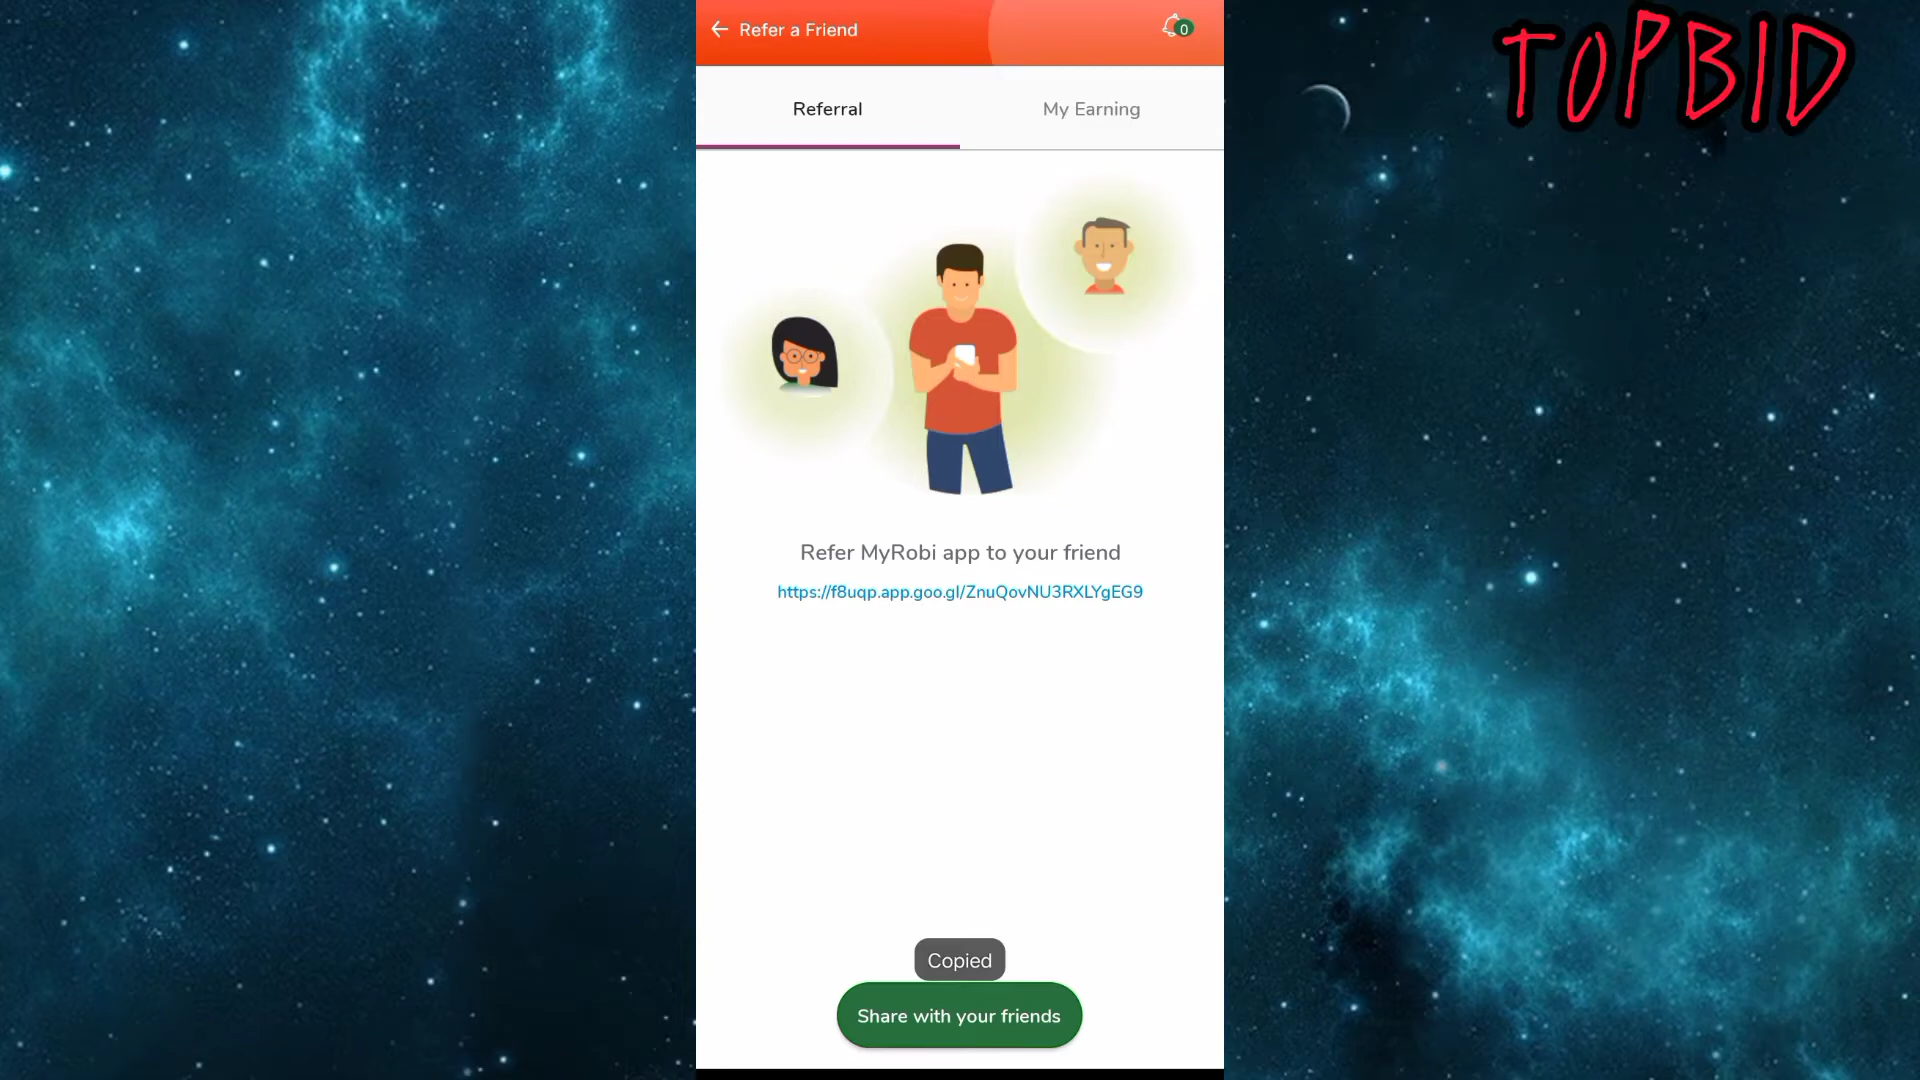 Refer a Friend
0
TOPBID
Referral
My Earning
Refer MyRobi app to your friend
https://f8uqp.app.goo.gl/ZnuQovNU3RXLYgEG9
Copied
Share with your friends